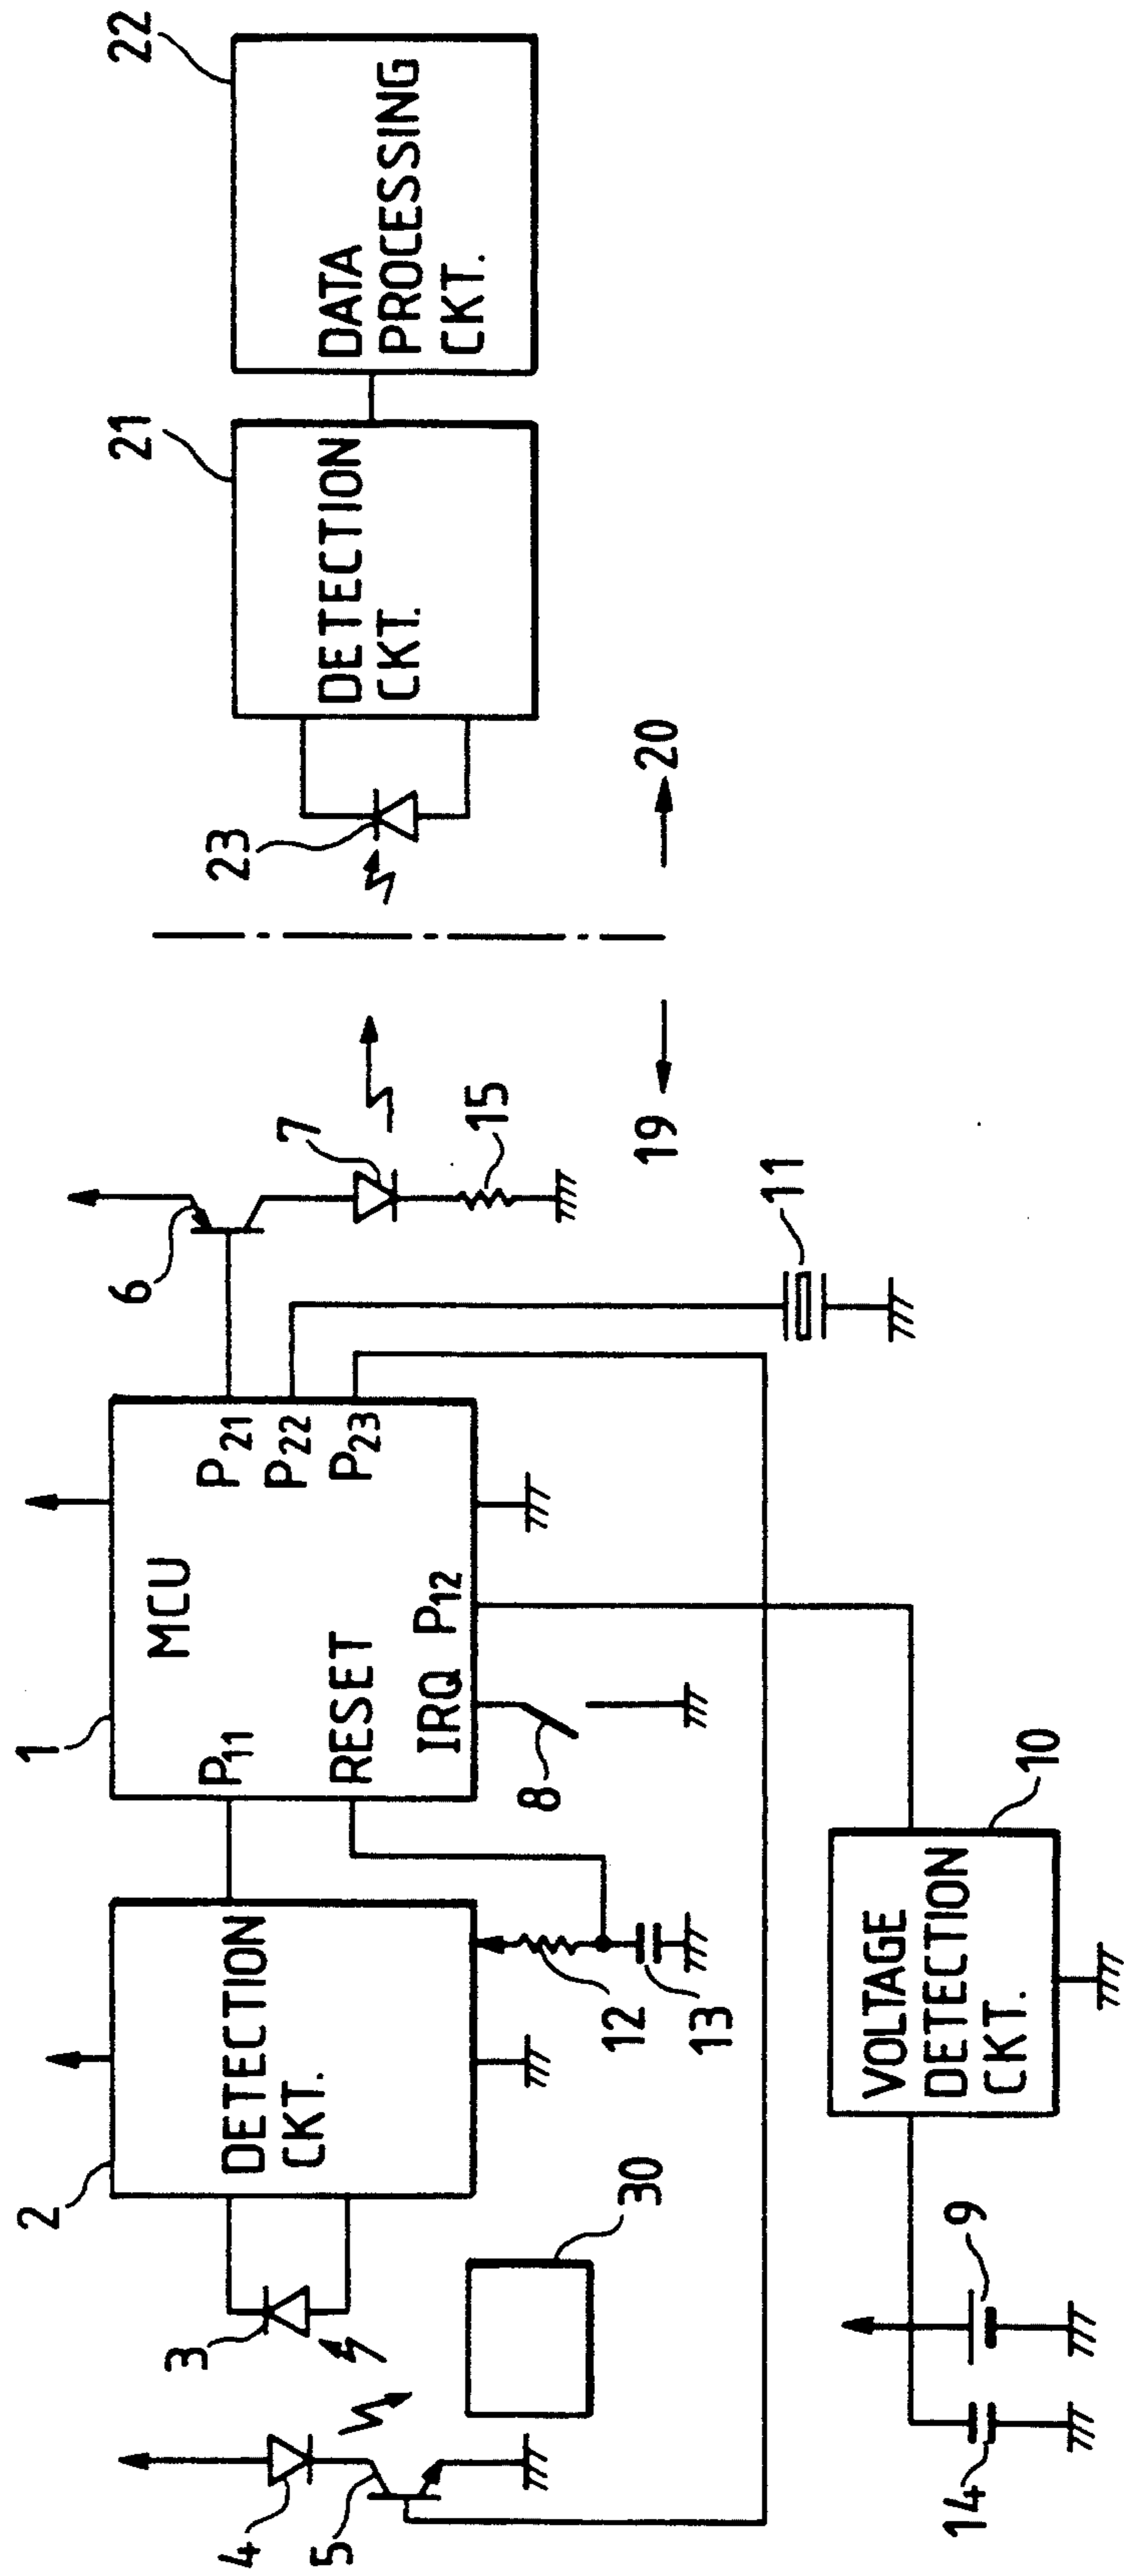 22
DATA
PROCESSING
CKT.
21
DETECTION
CKT.
23
20
19
7
15
6
11
P21
P22
P23
MCU
1
P11
RESET
IRQ
P12
8
10
VOLTAGE
DETECTION
CKT.
DETECTION
CKT.
2
12
13
3
30
9
4
5
14